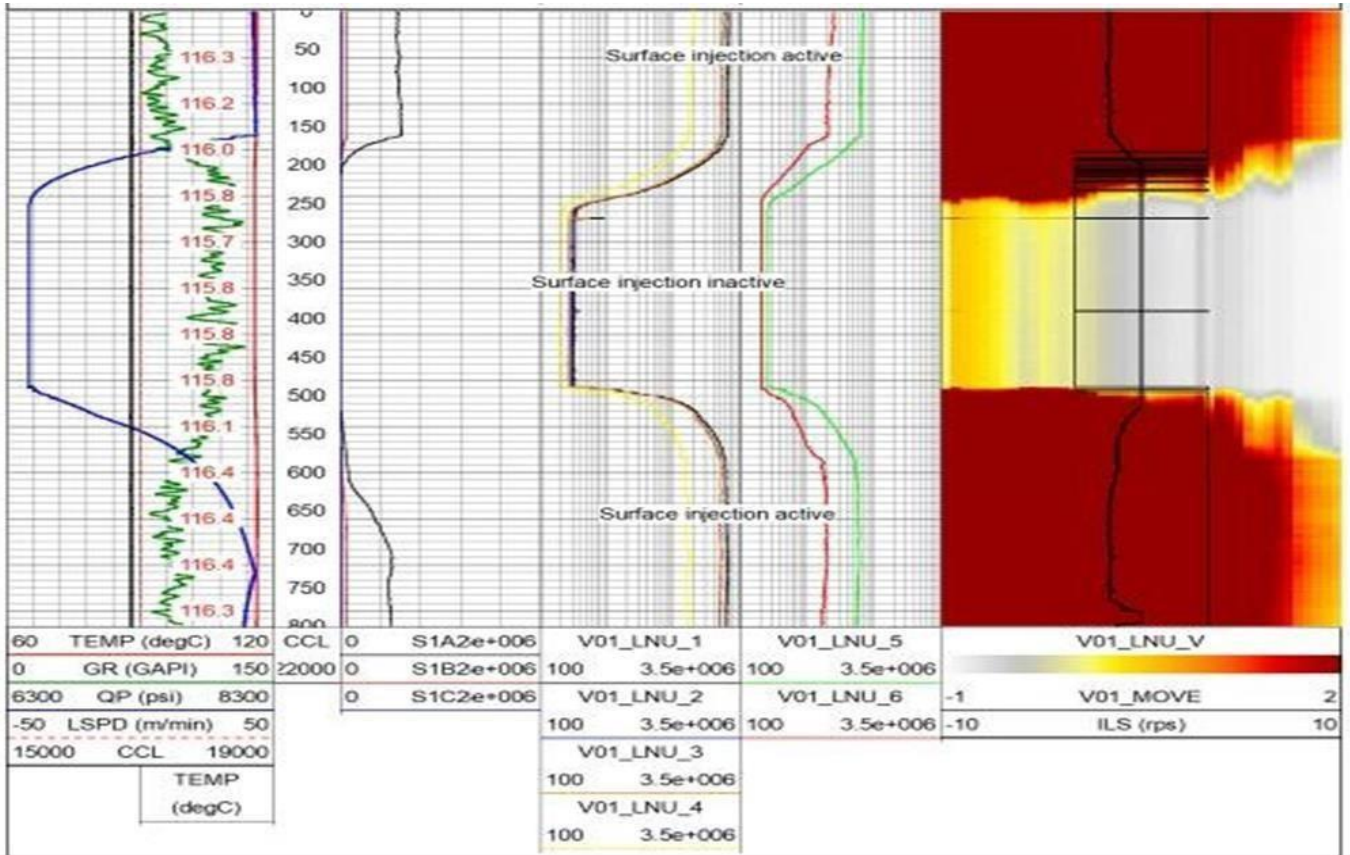 0
Surface injection active
50
116.3
100
116.2
150
116.0
200
115.8
250
115.7
300
Surface injection inactive
350
115.8
400
115.8
450
115.8
500
116.1
550
116.4
600
Surface injection active
650
116.4
700
116.4
750
116.3
800
60 TEMP (degC) 120 CCL 0 S1A2e+006 V01_LNU_1 V01_LNU_5 V01_LNU_V
0 GR (GAPI) 150 22000 0 S1B2e+006 100 3.5e+006 100 3.5e+006
6300 QP (psi) 8300 0 S1C2e+006 V01_LNU_2 V01_LNU_6 -1 V01_MOVE 2
-50 LSPD (m/min) 50 100 3.5e+006 100 3.5e+006 -10 ILS (rps) 10
15000 CCL 19000 V01_LNU_3
TEMP 100 3.5e+006
(degC) V01_LNU_4
100 3.5e+006